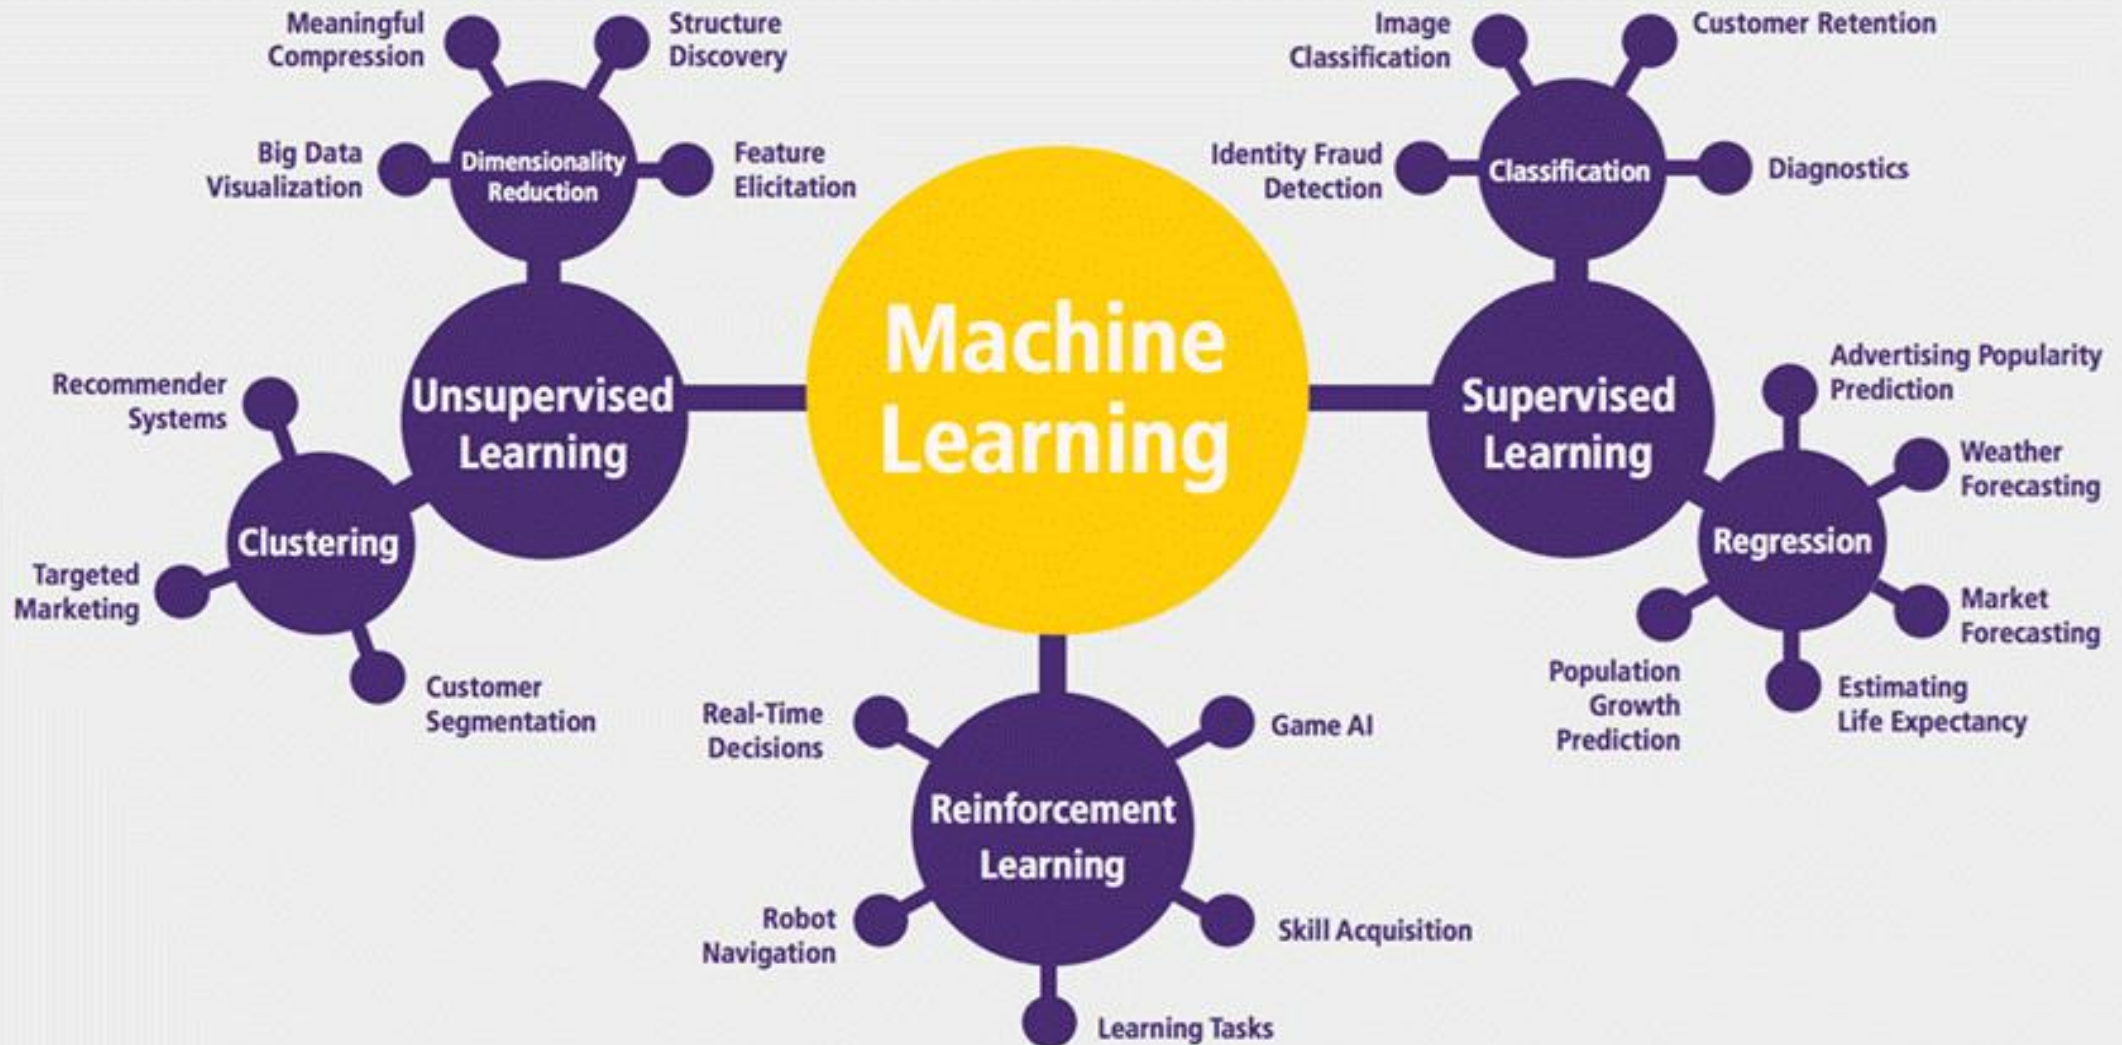 Meaningful
Compression
Structure
Discovery
Big Data
Visualization
Dimensionality
Reduction
Feature
Elicitation
Image
Classification
Customer Retention
Identity Fraud
Detection
Classification
Diagnostics
Machine
Learning
Unsupervised
Learning
Recommender
Systems
Clustering
Targeted
Marketing
Customer
Segmentation
Supervised
Learning
Advertising Popularity
Prediction
Weather
Forecasting
Regression
Market
Forecasting
Population
Growth
Prediction
Estimating
Life Expectancy
Real-Time
Decisions
Game AI
Reinforcement
Learning
Robot
Navigation
Skill Acquisition
Learning Tasks